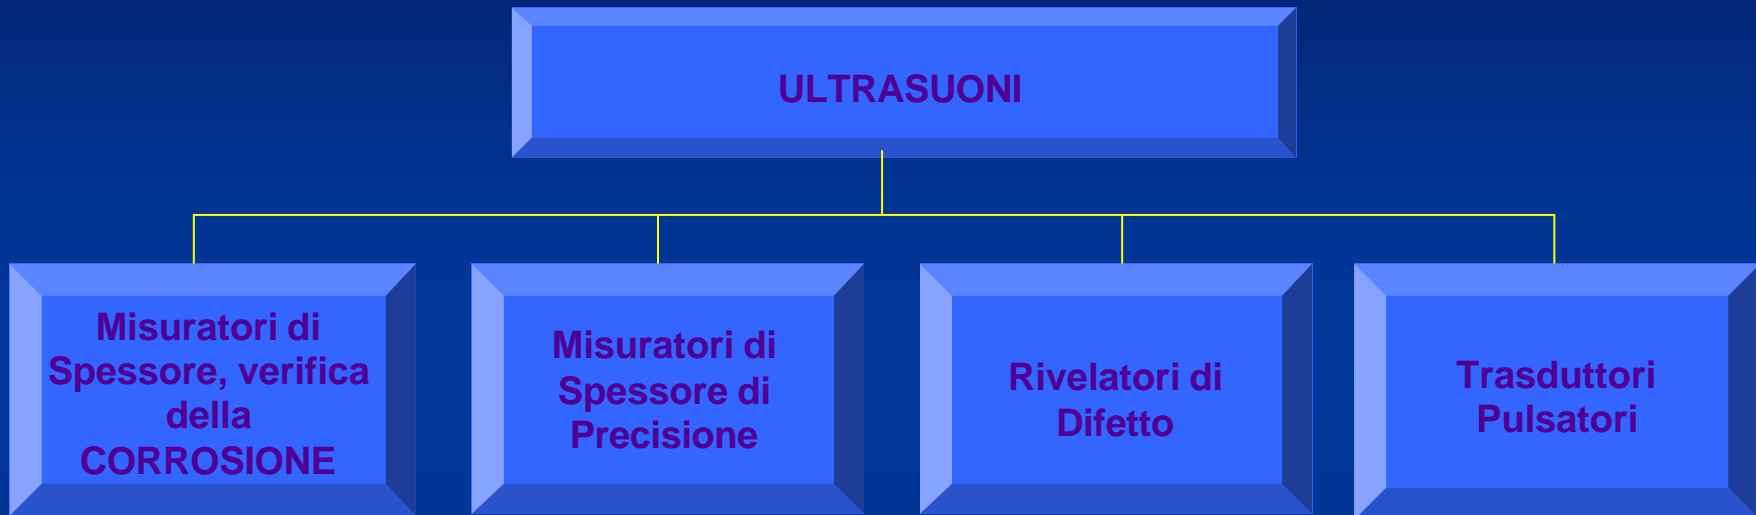 ULTRASUONI
Misuratori di
Spessore, verifica
della
CORROSIONE
Misuratori di
Spessore di
Precisione
Rivelatori di
Difetto
Trasduttori
Pulsatori